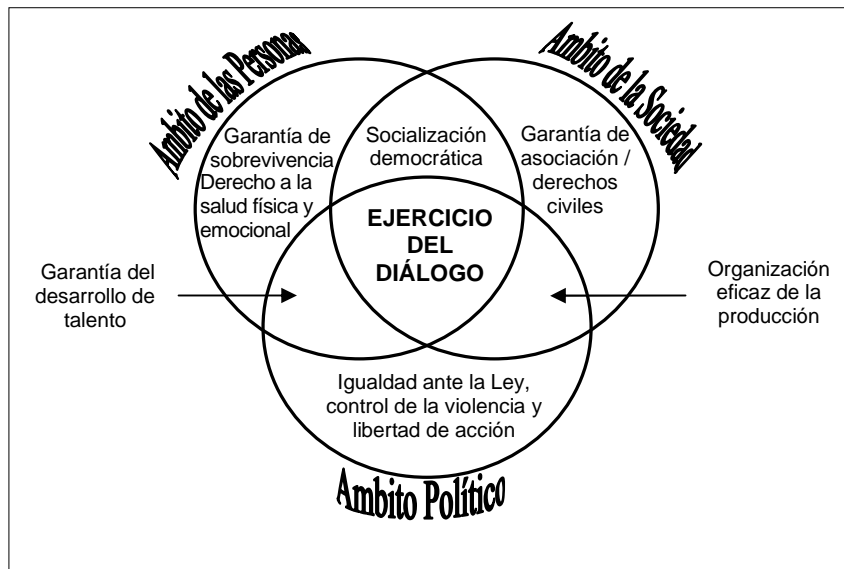 Ambito de las Personas
Ambito de la Sociedad
Garantía de
sobrevivencia
Derecho a la
salud física y
emocional
Socialización
democrática
Garantía de
asociación /
derechos
civiles
EJERCICIO
DEL
DIÁLOGO
Garantía del
desarrollo de
talento
Organización
eficaz de la
producción
Igualdad ante la Ley,
control de la violencia y
libertad de acción
Ambito Político